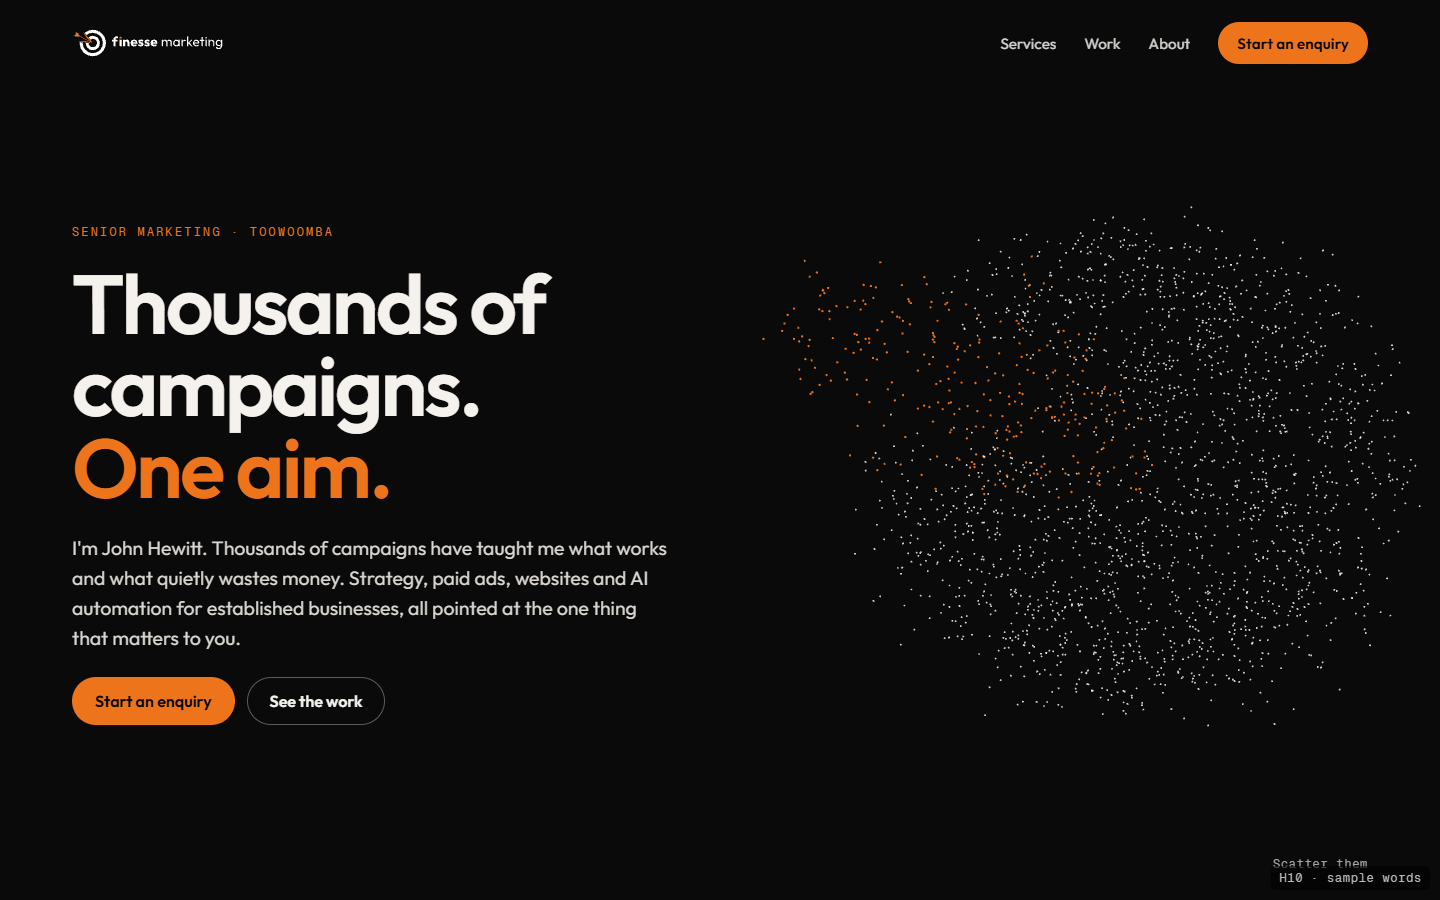 finesse marketing
Services
Work
About
Start an enquiry
SENIOR MARKETING · TOOWOOMBA
Thousands of
campaigns.
One aim.
I'm John Hewitt. Thousands of campaigns have taught me what works
and what quietly wastes money. Strategy, paid ads, websites and AI
automation for established businesses, all pointed at the one thing
that matters to you.
Start an enquiry
See the work
Scatter them
H10 · sample words